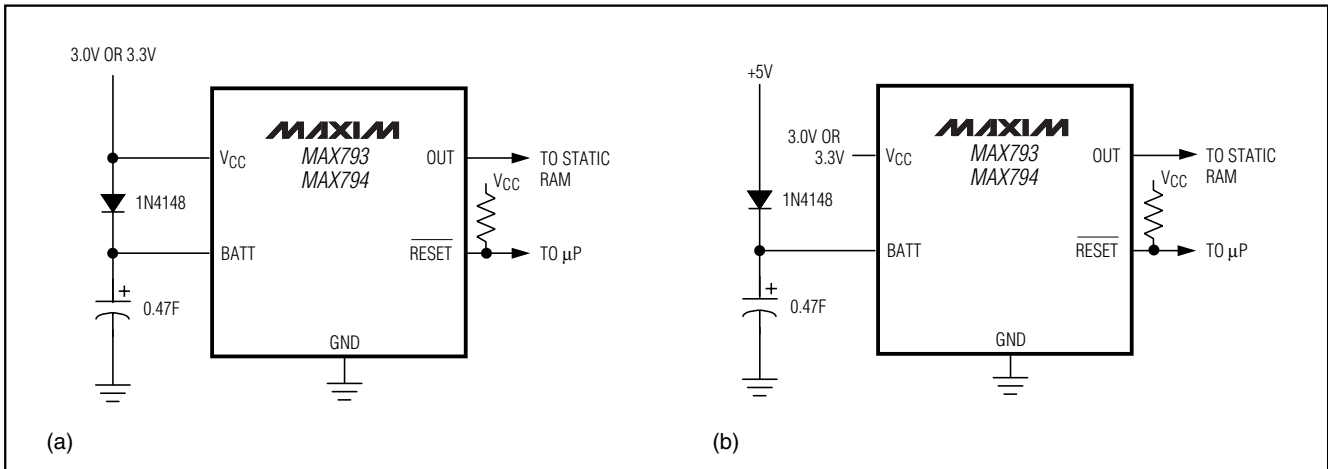 3.0V OR 3.3V
MAXIM
MAX793
MAX794
VCC
OUT
TO STATIC
RAM
VCC
1N4148
BATT
RESET
TO µP
+
0.47F
GND
(a)
+5V
3.0V OR
3.3V
MAXIM
MAX793
MAX794
VCC
OUT
TO STATIC
RAM
VCC
1N4148
BATT
RESET
TO µP
+
0.47F
GND
(b)